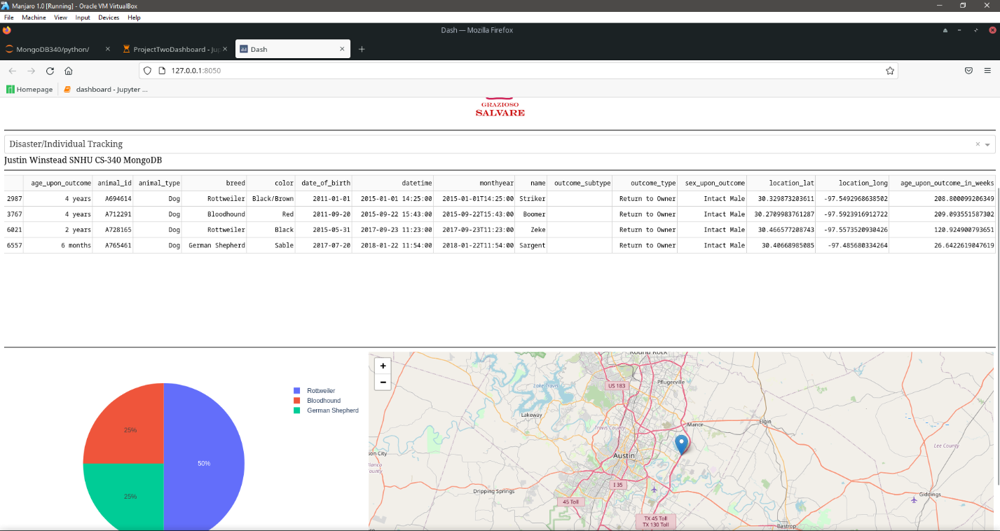 Manjaro 1.0 [Running] - Oracle VM VirtualBox
File Machine View Input Devices Help
Dash — Mozilla Firefox
MongoDB340/python/ ProjectTwoDashboard - Jup Dash
127.0.0.1:8050
Homepage dashboard - Jupyter ...
GRAZIOSO
SALVARE
Disaster/Individual Tracking
Justin Winstead SNHU CS-340 MongoDB
age_upon_outcome animal_id animal_type breed color date_of_birth datetime monthyear name outcome_subtype outcome_type sex_upon_outcome location_lat location_long age_upon_outcome_in_weeks
2987 4 years A694614 Dog Rottweiler Black/Brown 2011-01-01 2015-01-01 14:25:00 2015-01-01T14:25:00 Striker Return to Owner Intact Male 30.329873203611 -97.5492968638502 208.800099206349
3767 4 years A712291 Dog Bloodhound Red 2011-09-20 2015-09-22 15:43:00 2015-09-22T15:43:00 Boomer Return to Owner Intact Male 30.2709983761287 -97.5923916912722 209.093551587302
6021 2 years A728165 Dog Rottweiler Black 2015-05-31 2017-09-23 11:23:00 2017-09-23T11:23:00 Zeke Return to Owner Intact Male 30.466577208743 -97.5573520930426 120.924900793651
6557 6 months A765461 Dog German Shepherd Sable 2017-07-20 2018-01-22 11:54:00 2018-01-22T11:54:00 Sargent Return to Owner Intact Male 30.40668985085 -97.485680334264 26.6422619047619
Rottweiler
Bloodhound
German Shepherd
25%
50%
25%
+
−
Round Rock
US 183
Pflugerville
Lake Travis
Lakeway
Manor
Elgin
Travis County
Lee County
son City
Blanco
County
Austin
I 35
Dripping Springs
45 Toll
Giddings
TX 45 Toll
TX 130 Toll
Bastrop